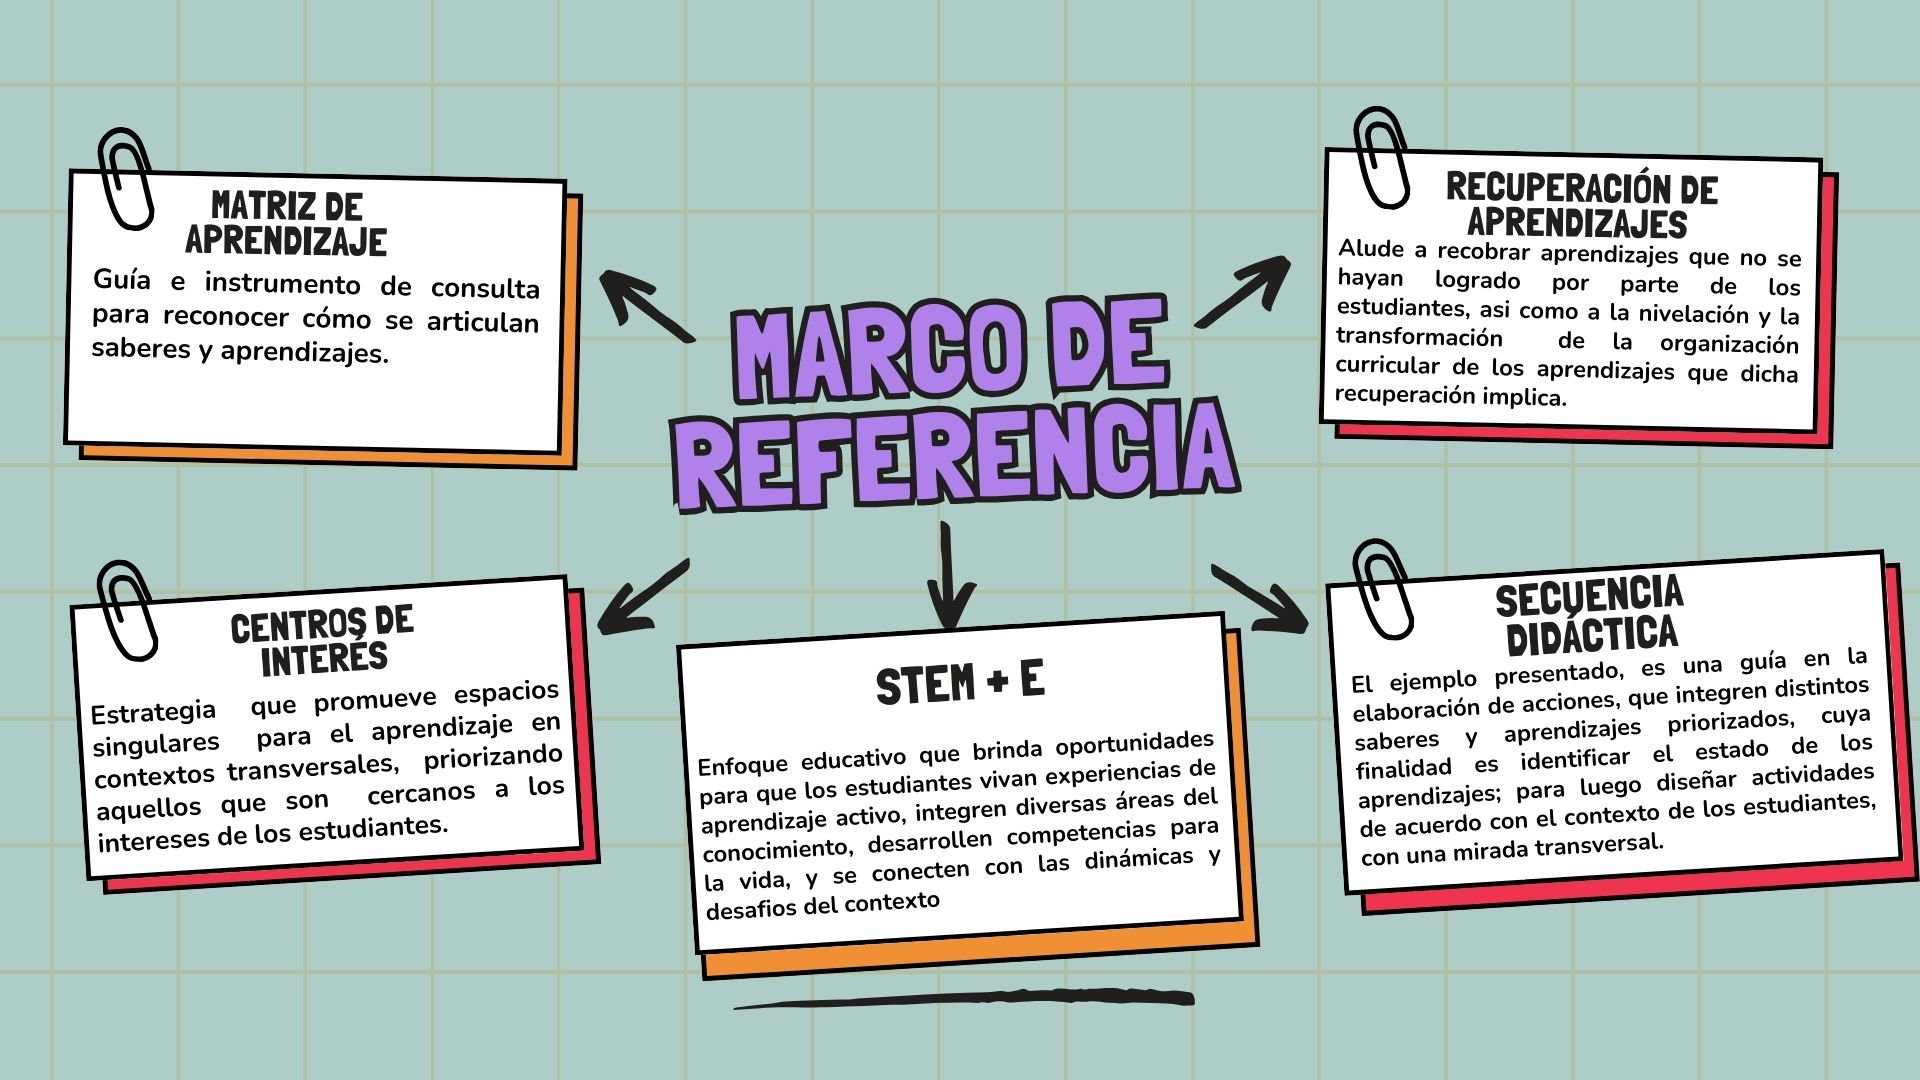 MARCO DE
REFERENCIA
MATRIZ DE
APRENDIZAJE
Guía e instrumento de consulta
para reconocer cómo se articulan
saberes y aprendizajes.
RECUPERACIÓN DE
APRENDIZAJES
Alude a recobrar aprendizajes que no se
hayan logrado por parte de los
estudiantes, asi como a la nivelación y la
transformación de la organización
curricular de los aprendizajes que dicha
recuperación implica.
CENTROS DE
INTERÉS
Estrategia que promueve espacios
singulares para el aprendizaje en
contextos transversales, priorizando
aquellos que son cercanos a los
intereses de los estudiantes.
STEM + E
Enfoque educativo que brinda oportunidades
para que los estudiantes vivan experiencias de
aprendizaje activo, integren diversas áreas del
conocimiento, desarrollen competencias para
la vida, y se conecten con las dinámicas y
desafios del contexto
SECUENCIA
DIDÁCTICA
El ejemplo presentado, es una guía en la
elaboración de acciones, que integren distintos
saberes y aprendizajes priorizados, cuya
finalidad es identificar el estado de los
aprendizajes; para luego diseñar actividades
de acuerdo con el contexto de los estudiantes,
con una mirada transversal.